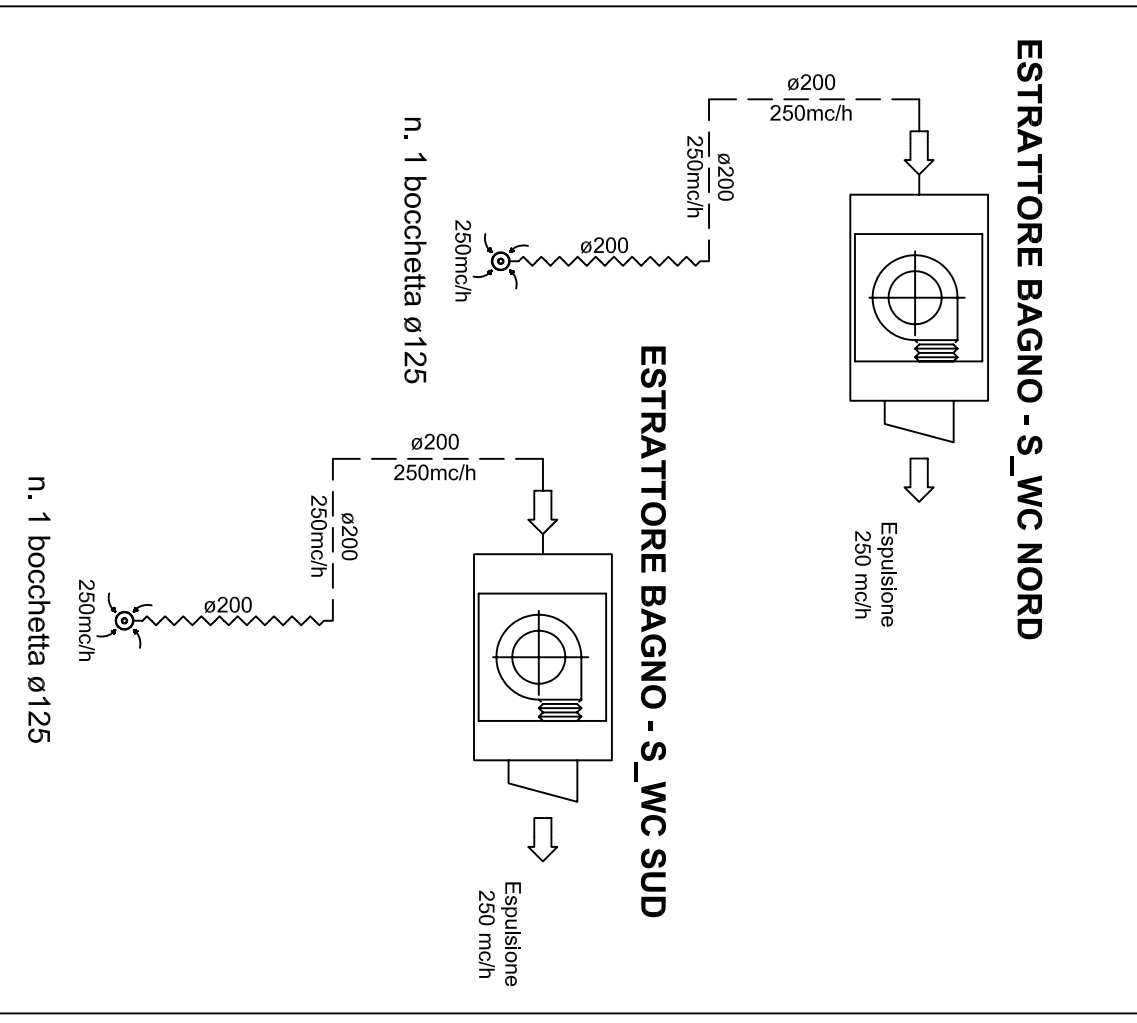 ESTRATTORE BAGNO - S_WC NORD
ø200
250mc/h
ø200
250mc/h
ø200
250mc/h
n. 1 bocchetta ø125
Espulsione
250 mc/h
ESTRATTORE BAGNO - S_WC SUD
ø200
250mc/h
ø200
250mc/h
ø200
250mc/h
n. 1 bocchetta ø125
Espulsione
250 mc/h